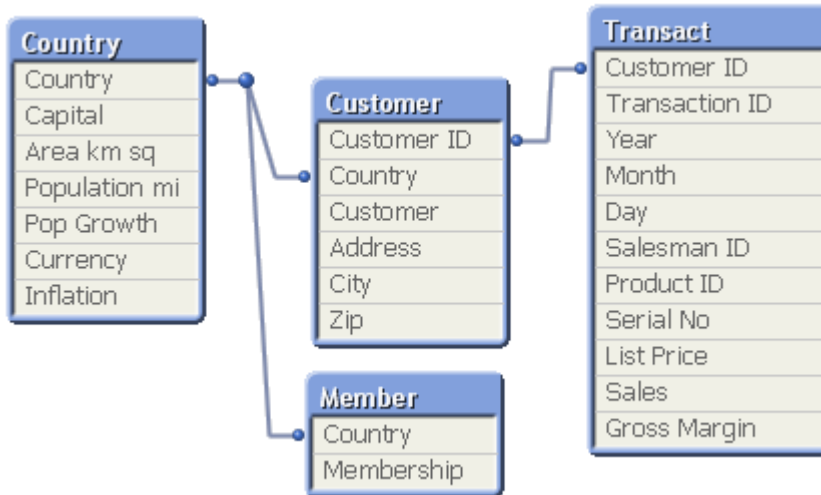 Country
Country
Capital
Area km sq
Population mi
Pop Growth
Currency
Inflation
Customer
Customer ID
Country
Customer
Address
City
Zip
Member
Country
Membership
Transact
Customer ID
Transaction ID
Year
Month
Day
Salesman ID
Product ID
Serial No
List Price
Sales
Gross Margin